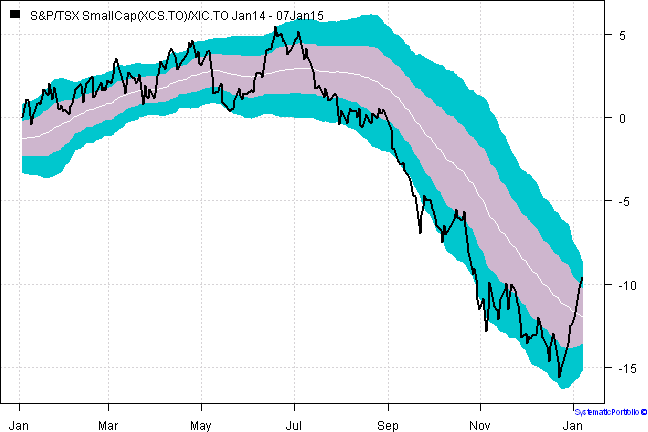 S&P/TSX SmallCap(XCS.TO)/XIC.TO Jan14 - 07Jan15
5
0
-5
-10
-15
Jan Mar May Jul Sep Nov Jan
SystematicPortfolio ©